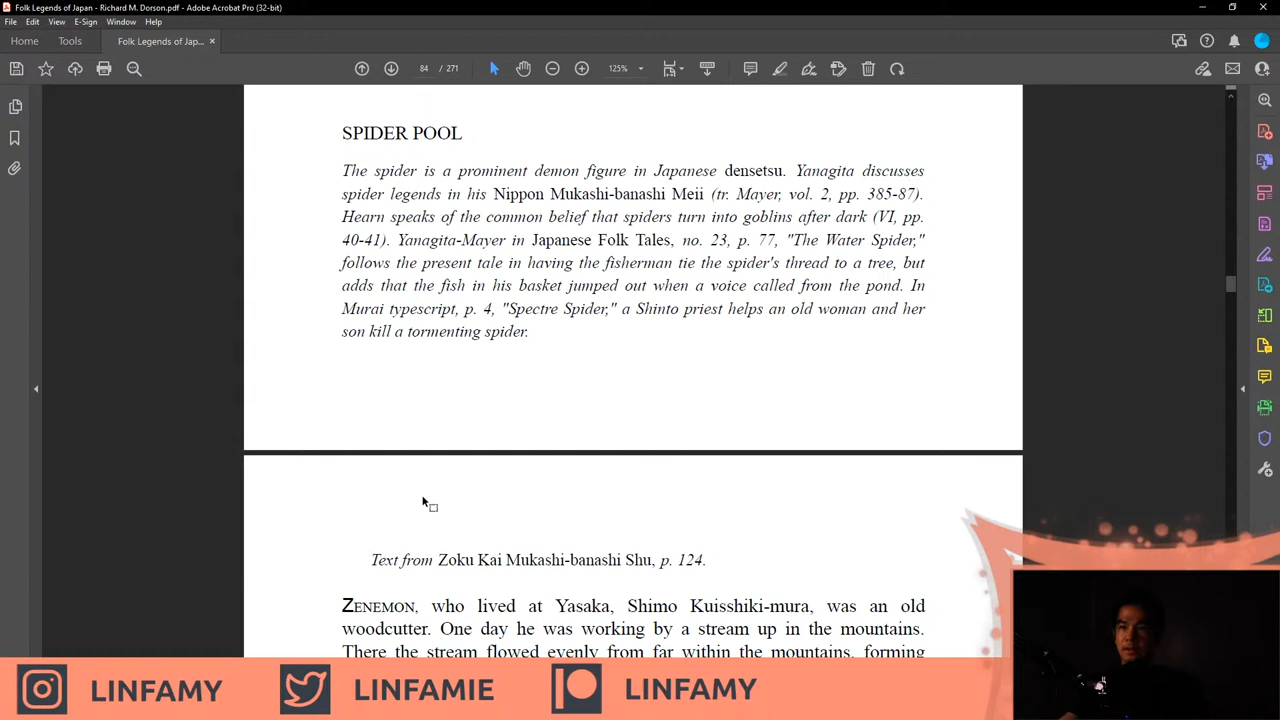 Folk Legends of Japan - Richard M. Dorson.pdf - Adobe Acrobat Pro (32-bit)
File Edit View E-Sign Window Help
Home Tools Folk Legends of Jap... ×
84 / 271 125%
SPIDER POOL
The spider is a prominent demon figure in Japanese densetsu. Yanagita discusses
spider legends in his Nippon Mukashi-banashi Meii (tr. Mayer, vol. 2, pp. 385-87).
Hearn speaks of the common belief that spiders turn into goblins after dark (VI, pp.
40-41). Yanagita-Mayer in Japanese Folk Tales, no. 23, p. 77, "The Water Spider,"
follows the present tale in having the fisherman tie the spider's thread to a tree, but
adds that the fish in his basket jumped out when a voice called from the pond. In
Murai typescript, p. 4, "Spectre Spider," a Shinto priest helps an old woman and her
son kill a tormenting spider.
Text from Zoku Kai Mukashi-banashi Shu, p. 124.
ZENEMON, who lived at Yasaka, Shimo Kuisshiki-mura, was an old
woodcutter. One day he was working by a stream up in the mountains.
There the stream flowed evenly from far within the mountains, forming
LINFAMY LINFAMIE LINFAMY